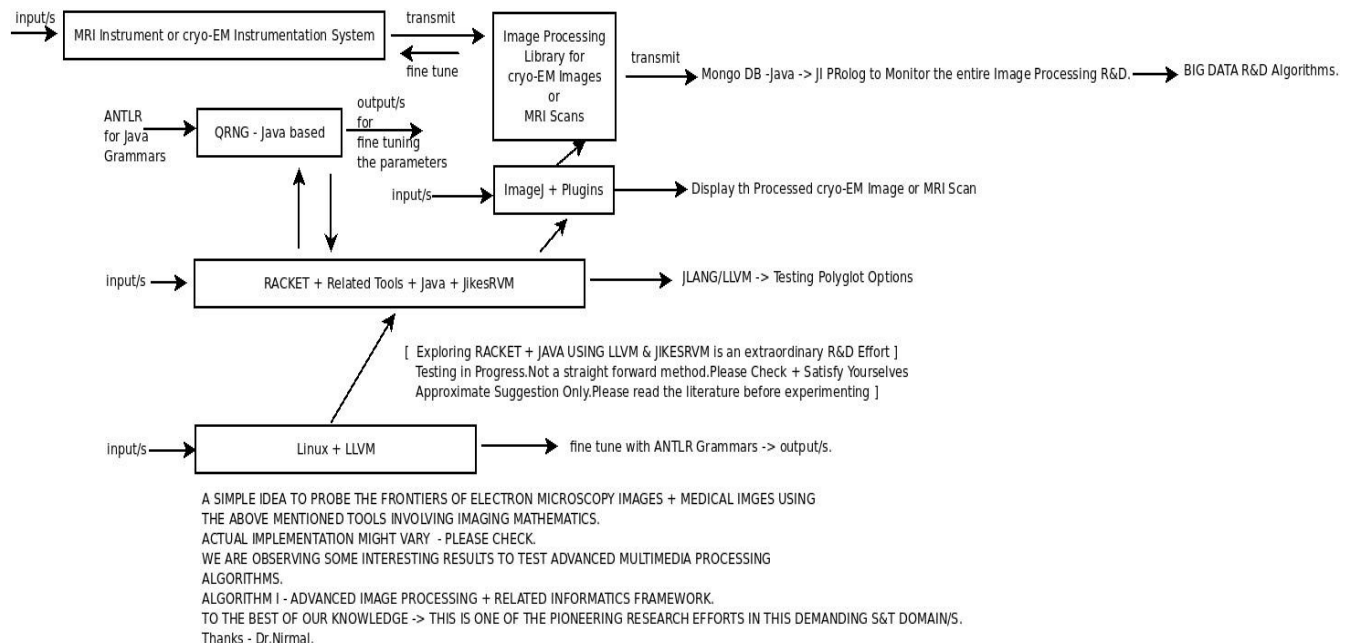 input/s
MRI Instrument or cryo-EM Instrumentation System
transmit
fine tune
Image Processing
Library for
cryo-EM Images
or
MRI Scans
transmit
Mongo DB -Java -> JI PRolog to Monitor the entire Image Processing R&D.
BIG DATA R&D Algorithms.
ANTLR
for Java
Grammars
QRNG - Java based
output/s
for
fine tuning
the parameters
input/s
ImageJ + Plugins
Display th Processed cryo-EM Image or MRI Scan
input/s
RACKET + Related Tools + Java + JikesRVM
JLANG/LLVM -> Testing Polyglot Options
[ Exploring RACKET + JAVA USING LLVM & JIKESRVM is an extraordinary R&D Effort ]
Testing in Progress.Not a straight forward method.Please Check + Satisfy Yourselves
Approximate Suggestion Only.Please read the literature before experimenting ]
input/s
Linux + LLVM
fine tune with ANTLR Grammars -> output/s.
A SIMPLE IDEA TO PROBE THE FRONTIERS OF ELECTRON MICROSCOPY IMAGES + MEDICAL IMGES USING
THE ABOVE MENTIONED TOOLS INVOLVING IMAGING MATHEMATICS.
ACTUAL IMPLEMENTATION MIGHT VARY - PLEASE CHECK.
WE ARE OBSERVING SOME INTERESTING RESULTS TO TEST ADVANCED MULTIMEDIA PROCESSING
ALGORITHMS.
ALGORITHM I - ADVANCED IMAGE PROCESSING + RELATED INFORMATICS FRAMEWORK.
TO THE BEST OF OUR KNOWLEDGE -> THIS IS ONE OF THE PIONEERING RESEARCH EFFORTS IN THIS DEMANDING S&T DOMAIN/S.
Thanks - Dr.Nirmal.